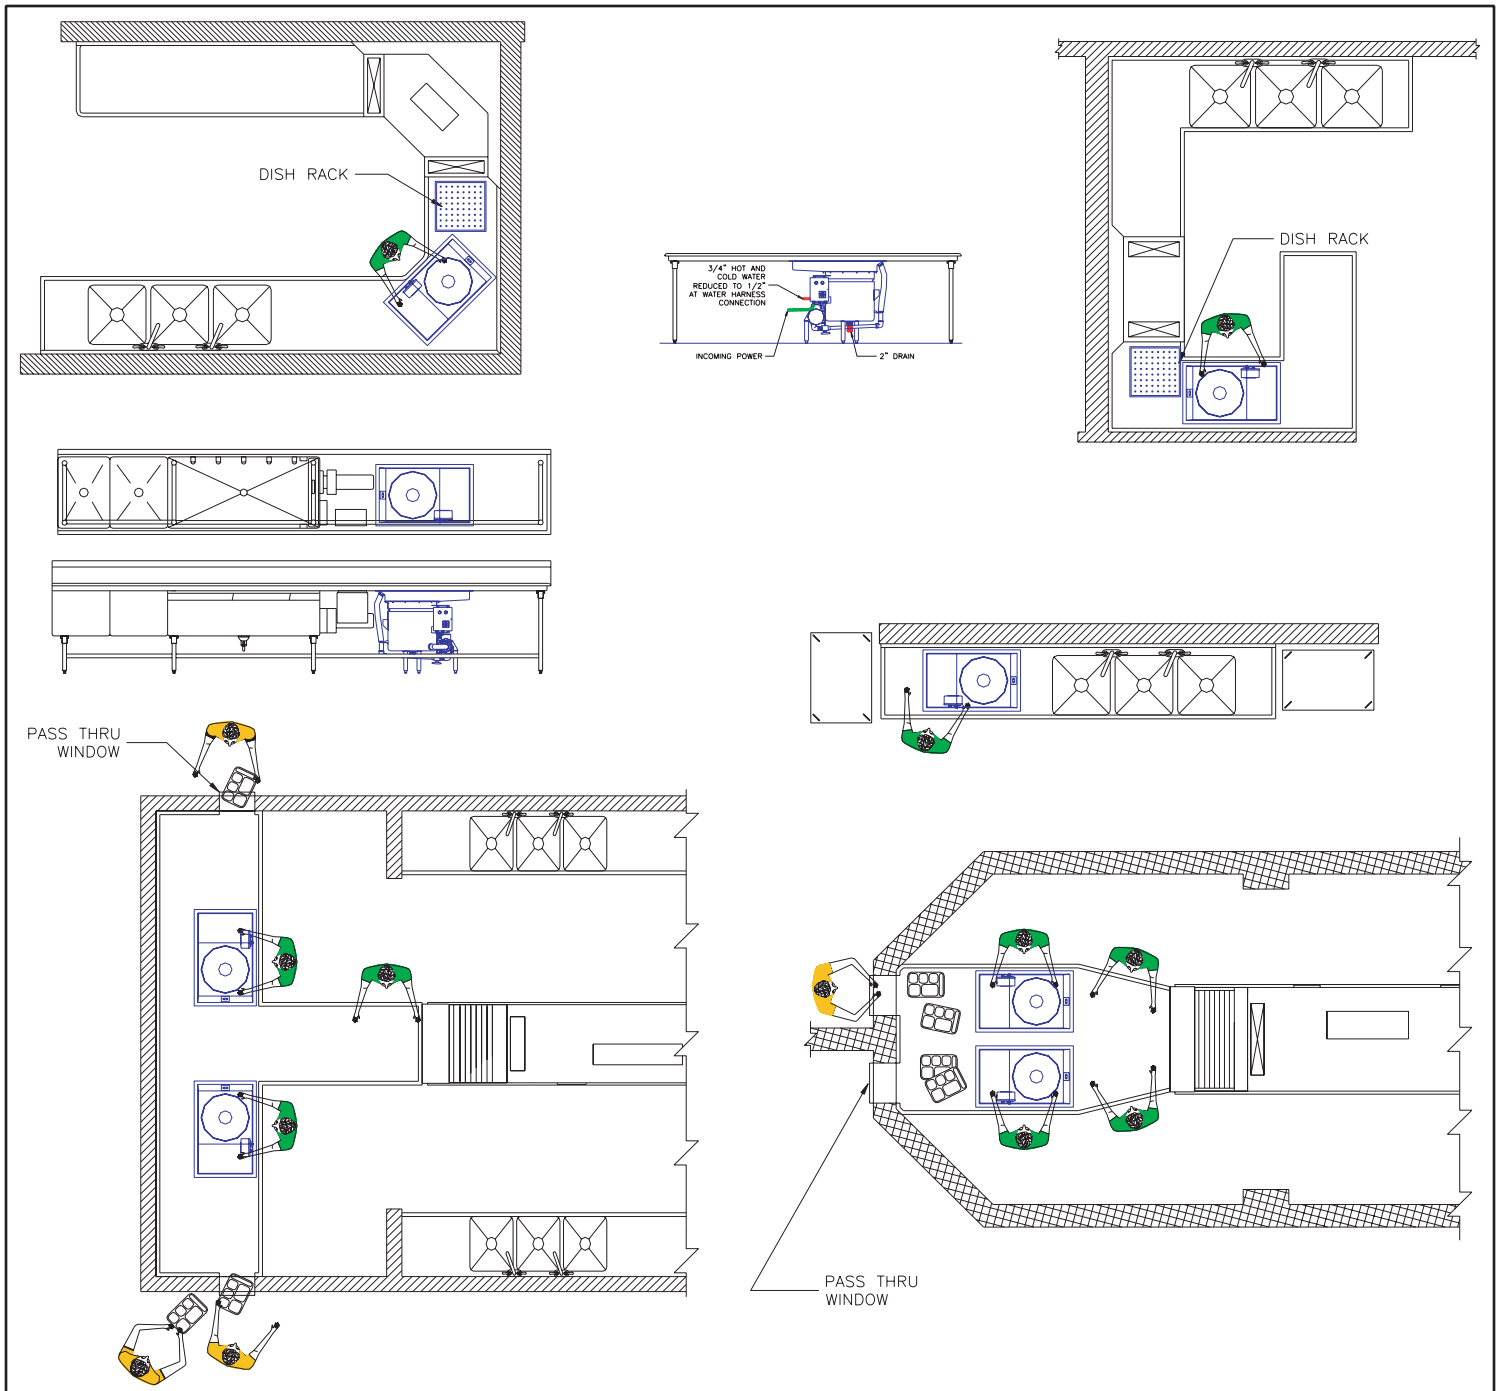 DISH RACK
3/4" HOT AND
COLD WATER
REDUCED TO 1/2"
AT WATER HARNESS
CONNECTION
INCOMING POWER
2" DRAIN
DISH RACK
PASS THRU
WINDOW
PASS THRU
WINDOW